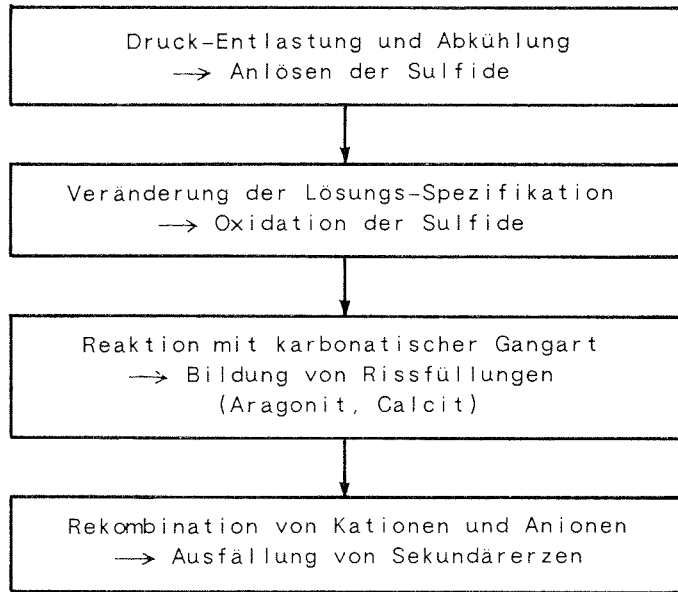 Druck-Entlastung und Abkühlung
→ Anlösen der Sulfide
Veränderung der Lösungs-Spezifikation
→ Oxidation der Sulfide
Reaktion mit karbonatischer Gangart
→ Bildung von Rissfüllungen
(Aragonit, Calcit)
Rekombination von Kationen und Anionen
→ Ausfällung von Sekundärerzen